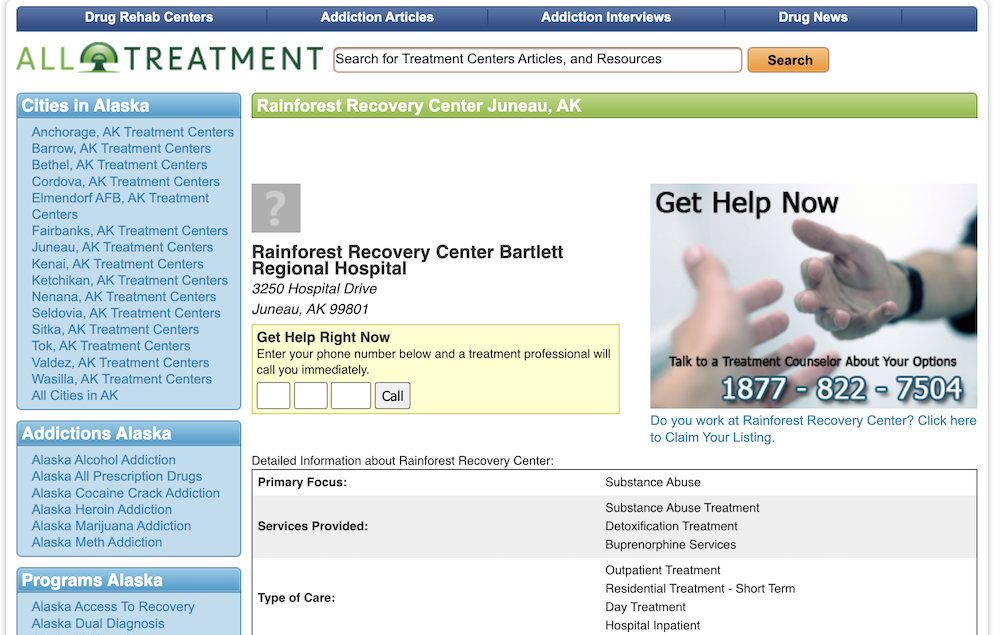 Drug Rehab Centers Addiction Articles Addiction Interviews Drug News
ALL TREATMENT
Search for Treatment Centers Articles, and Resources
Search
Cities in Alaska
Anchorage, AK Treatment Centers
Barrow, AK Treatment Centers
Bethel, AK Treatment Centers
Cordova, AK Treatment Centers
Elmendorf AFB, AK Treatment
Centers
Fairbanks, AK Treatment Centers
Juneau, AK Treatment Centers
Kenai, AK Treatment Centers
Ketchikan, AK Treatment Centers
Nenana, AK Treatment Centers
Seldovia, AK Treatment Centers
Sitka, AK Treatment Centers
Tok, AK Treatment Centers
Valdez, AK Treatment Centers
Wasilla, AK Treatment Centers
All Cities in AK
Addictions Alaska
Alaska Alcohol Addiction
Alaska All Prescription Drugs
Alaska Cocaine Crack Addiction
Alaska Heroin Addiction
Alaska Marijuana Addiction
Alaska Meth Addiction
Programs Alaska
Alaska Access To Recovery
Alaska Dual Diagnosis
Rainforest Recovery Center Juneau, AK
?
Rainforest Recovery Center Bartlett
Regional Hospital
3250 Hospital Drive
Juneau, AK 99801
Get Help Right Now
Enter your phone number below and a treatment professional will
call you immediately.
Call
Get Help Now
Talk to a Treatment Counselor About Your Options
1877 - 822 - 7504
Do you work at Rainforest Recovery Center? Click here
to Claim Your Listing.
Detailed Information about Rainforest Recovery Center:
Primary Focus: Substance Abuse
Services Provided: Substance Abuse Treatment
Detoxification Treatment
Buprenorphine Services
Type of Care: Outpatient Treatment
Residential Treatment - Short Term
Day Treatment
Hospital Inpatient